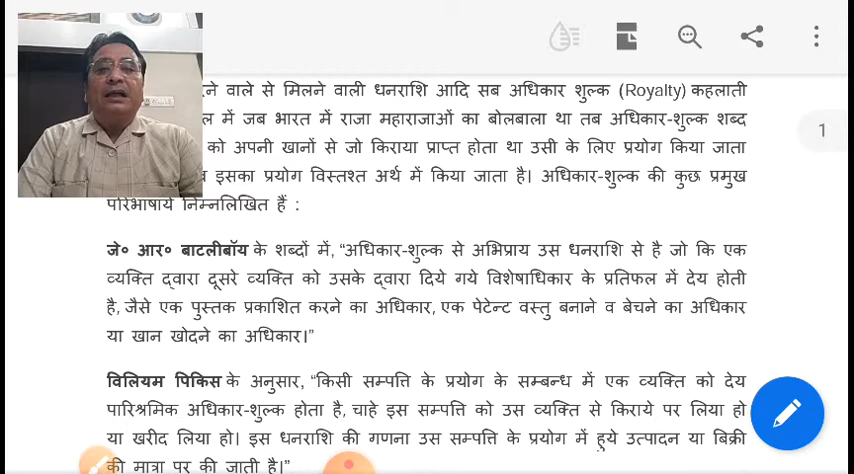 ने वाले से मिलने वाली धनराशि आदि सब अधिकार शुल्क (Royalty) कहलाती
ल में जब भारत में राजा महाराजाओं का बोलबाला था तब अधिकार-शुल्क शब्द
को अपनी खानों से जो किराया प्राप्त होता था उसी के लिए प्रयोग किया जाता
इसका प्रयोग विस्तश्त अर्थ में किया जाता है। अधिकार-शुल्क की कुछ प्रमुख
परिभाषायें निम्नलिखित हैं :
जे० आर० बाटलीबॉय के शब्दों में, “अधिकार-शुल्क से अभिप्राय उस धनराशि से है जो कि एक
व्यक्ति द्वारा दूसरे व्यक्ति को उसके द्वारा दिये गये विशेषाधिकार के प्रतिफल में देय होती
है, जैसे एक पुस्तक प्रकाशित करने का अधिकार, एक पेटेन्ट वस्तु बनाने व बेचने का अधिकार
या खान खोदने का अधिकार।”
विलियम पिकिस के अनुसार, “किसी सम्पत्ति के प्रयोग के सम्बन्ध में एक व्यक्ति को देय
पारिश्रमिक अधिकार-शुल्क होता है, चाहे इस सम्पत्ति को उस व्यक्ति से किराये पर लिया हो
या खरीद लिया हो। इस धनराशि की गणना उस सम्पत्ति के प्रयोग में हुये उत्पादन या बिक्री
की मात्रा पर की जाती है।”
1